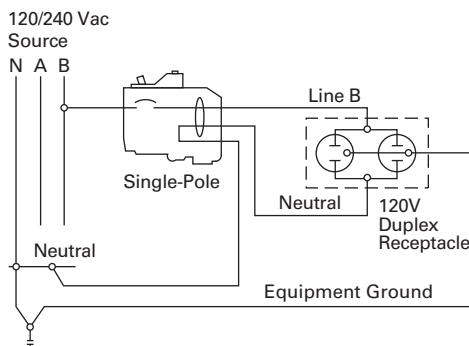 120/240 Vac
Source
N A B
Line B
Single-Pole
Neutral
120V
Duplex
Receptacle
Neutral
Equipment Ground